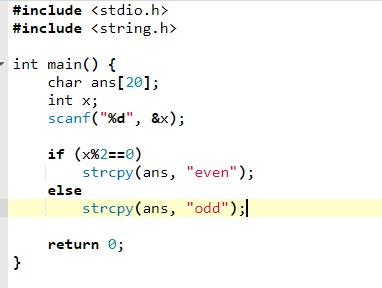 #include <stdio.h>
#include <string.h>
int main() {
char ans[20];
int x;
scanf("%d", &x);
if (x%2==0)
strcpy(ans, "even");
else
strcpy(ans, "odd");
return 0;
}